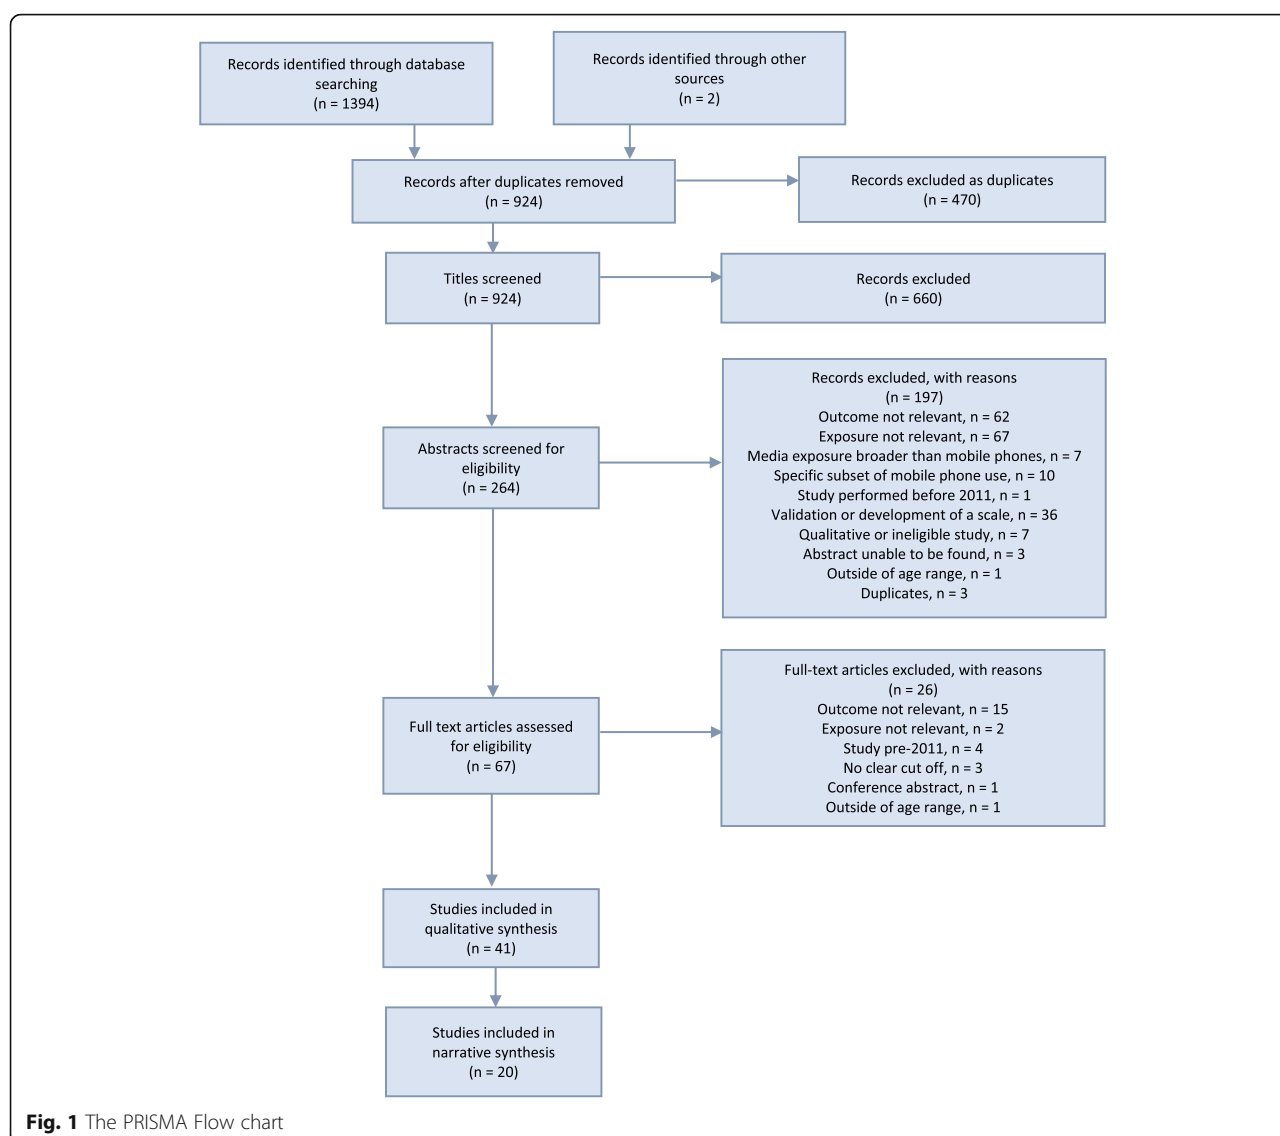 Records identified through database
searching
(n = 1394)
Records identified through other
sources
(n = 2)
Records after duplicates removed
(n = 924)
Records excluded as duplicates
(n = 470)
Titles screened
(n = 924)
Records excluded
(n = 660)
Abstracts screened for
eligibility
(n = 264)
Records excluded, with reasons
(n = 197)
Outcome not relevant, n = 62
Exposure not relevant, n = 67
Media exposure broader than mobile phones, n = 7
Specific subset of mobile phone use, n = 10
Study performed before 2011, n = 1
Validation or development of a scale, n = 36
Qualitative or ineligible study, n = 7
Abstract unable to be found, n = 3
Outside of age range, n = 1
Duplicates, n = 3
Full text articles assessed
for eligibility
(n = 67)
Full-text articles excluded, with reasons
(n = 26)
Outcome not relevant, n = 15
Exposure not relevant, n = 2
Study pre-2011, n = 4
No clear cut off, n = 3
Conference abstract, n = 1
Outside of age range, n = 1
Studies included in
qualitative synthesis
(n = 41)
Studies included in
narrative synthesis
(n = 20)
Fig. 1 The PRISMA Flow chart